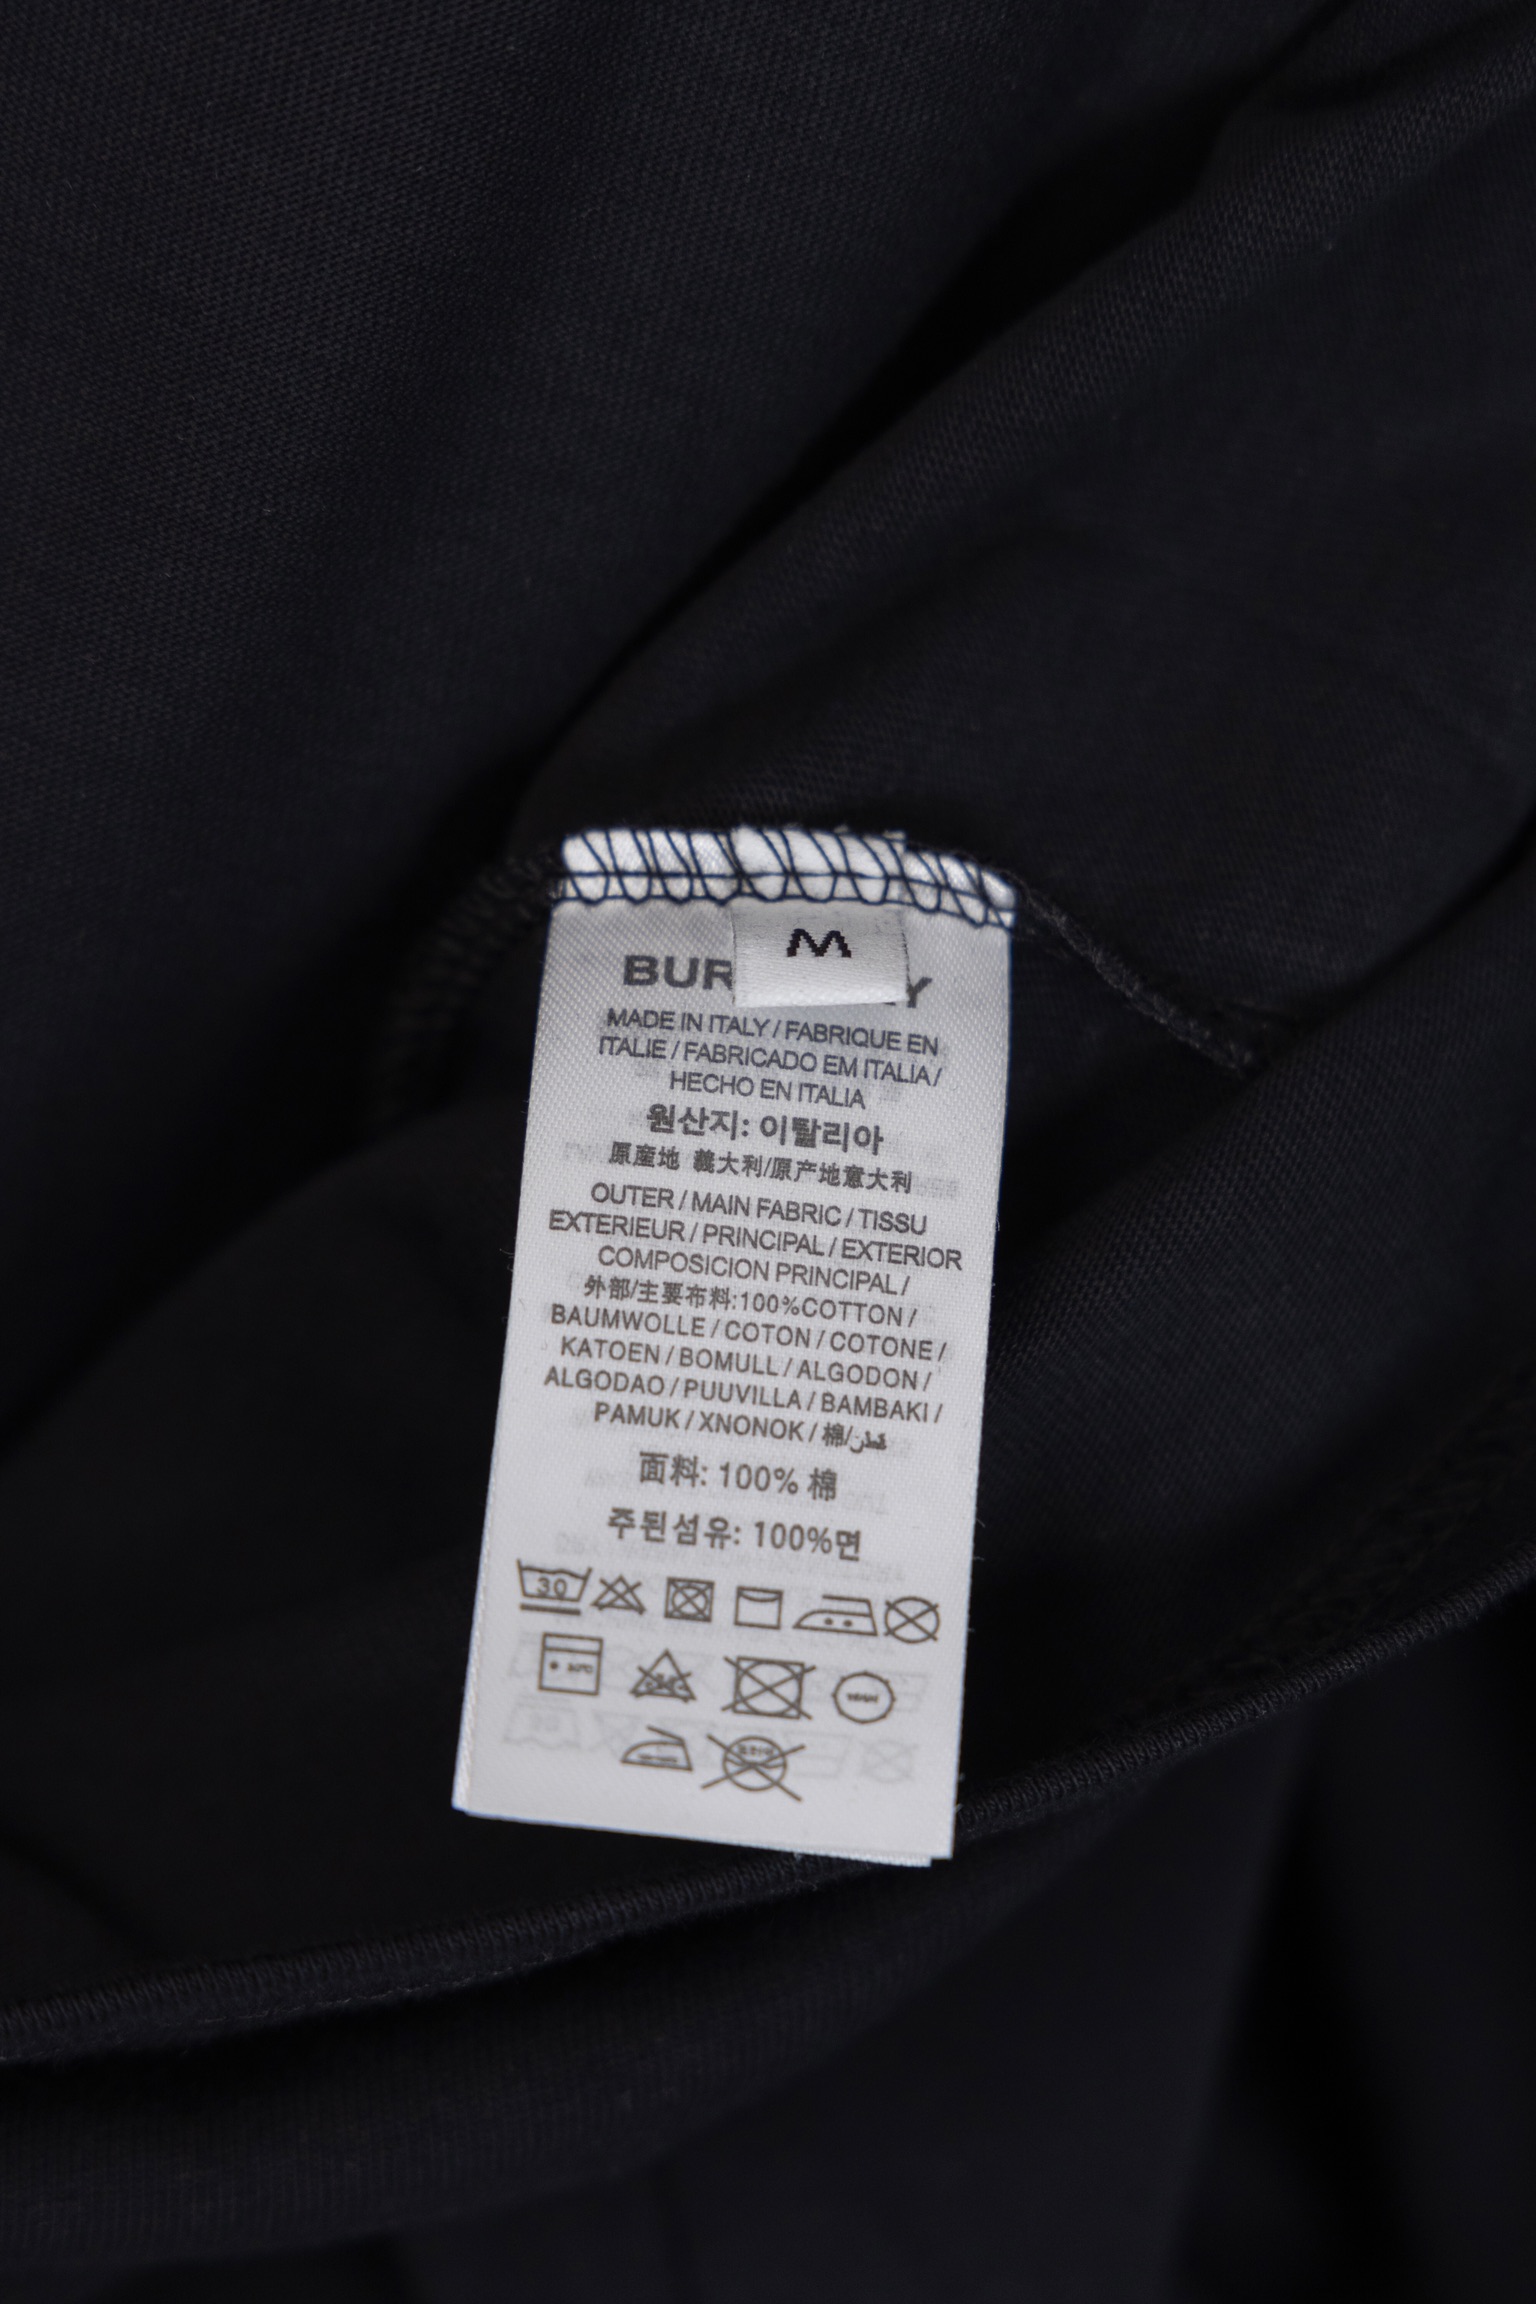 M
BUR Y
MADE IN ITALY / FABRIQUE EN
ITALIE / FABRICADO EM ITALIA /
HECHO EN ITALIA
원산지: 이탈리아
原産地 義大利/原产地意大利
OUTER / MAIN FABRIC / TISSU
EXTERIEUR / PRINCIPAL / EXTERIOR
COMPOSICION PRINCIPAL /
外部/主要布料:100%COTTON /
BAUMWOLLE / COTON / COTONE /
KATOEN / BOMULL / ALGODON /
ALGODAO / PUUVILLA / BAMBAKI /
PAMUK / XNONOK / 棉/قطن
面料: 100% 棉
주된섬유: 100%면
30